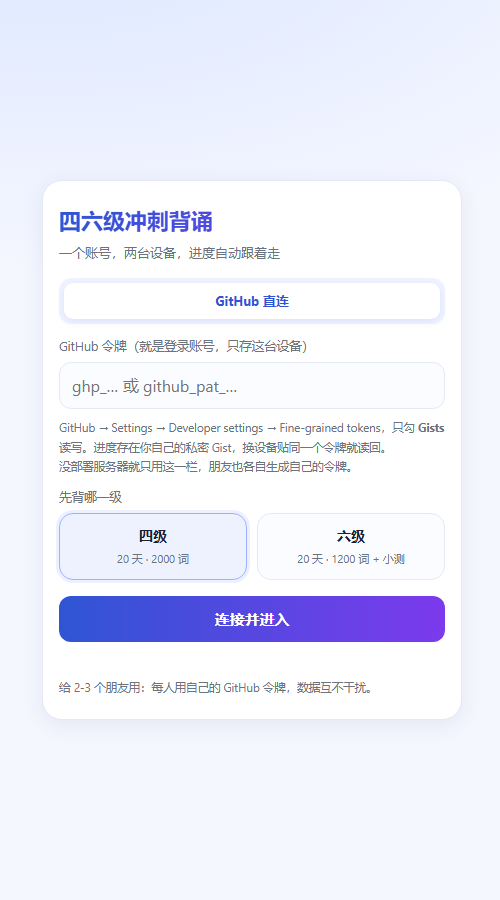 四六级冲刺背诵
一个账号，两台设备，进度自动跟着走
GitHub 直连
GitHub 令牌（就是登录账号，只存这台设备）
ghp_... 或 github_pat_...
GitHub → Settings → Developer settings → Fine-grained tokens，只勾 Gists
读写。进度存在你自己的私密 Gist，换设备贴同一个令牌就读回。
没部署服务器就只用这一栏，朋友也各自生成自己的令牌。
先背哪一级
四级
20 天 · 2000 词
六级
20 天 · 1200 词 + 小测
连接并进入
给 2-3 个朋友用：每人用自己的 GitHub 令牌，数据互不干扰。